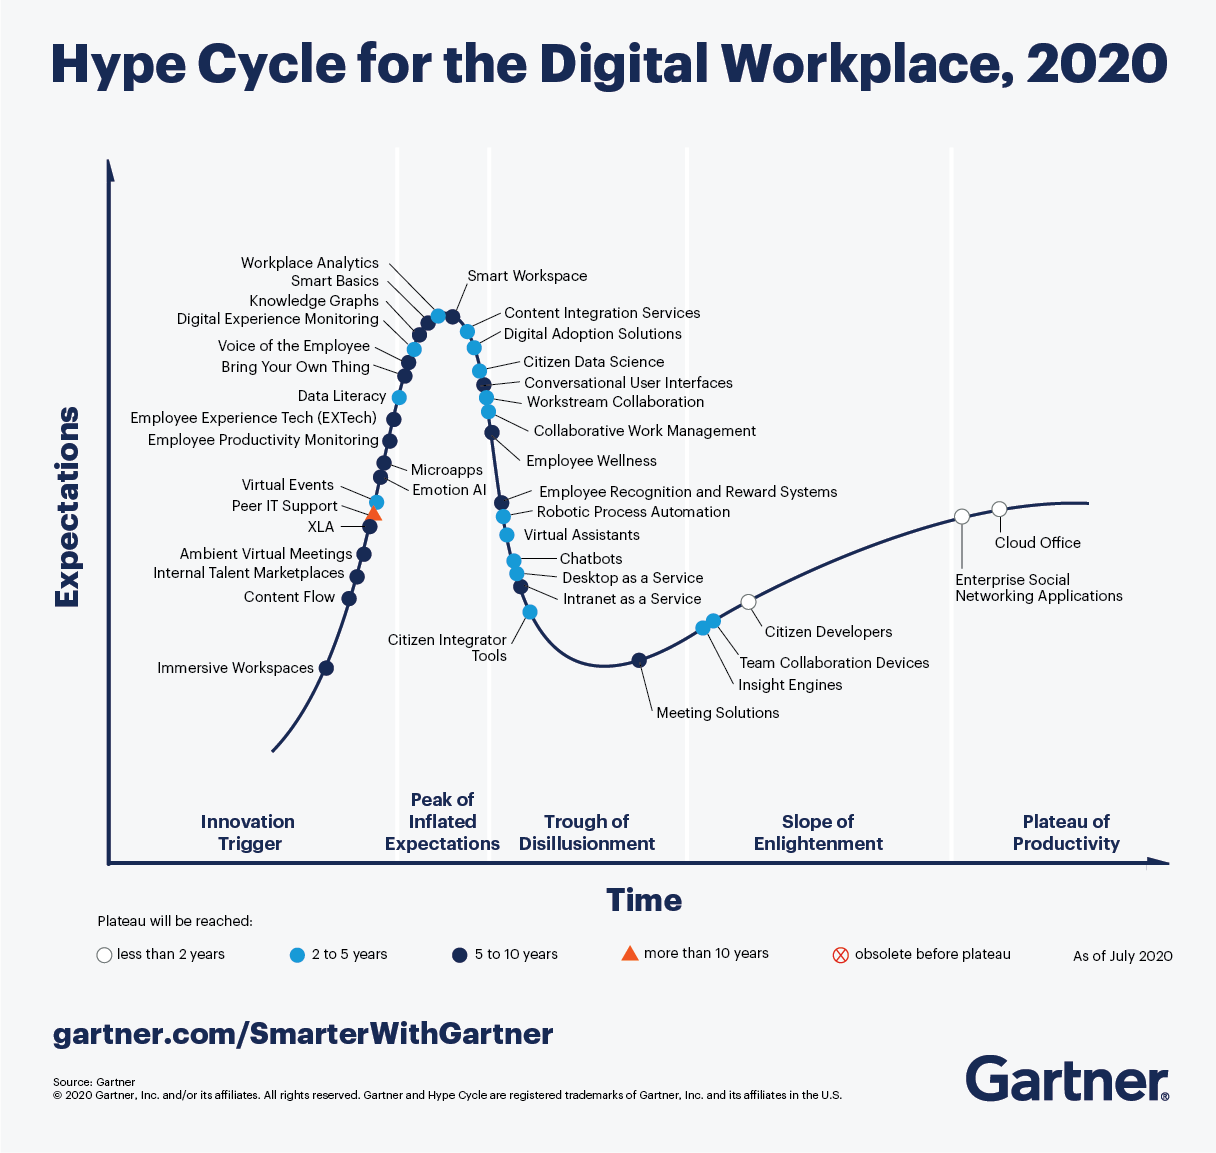 Hype Cycle for the Digital Workplace, 2020
Expectations
Workplace Analytics
Smart Basics
Knowledge Graphs
Digital Experience Monitoring
Voice of the Employee
Bring Your Own Thing
Data Literacy
Employee Experience Tech (EXTech)
Employee Productivity Monitoring
Microapps
Emotion AI
Virtual Events
Peer IT Support
XLA
Ambient Virtual Meetings
Internal Talent Marketplaces
Content Flow
Immersive Workspaces
Smart Workspace
Content Integration Services
Digital Adoption Solutions
Citizen Data Science
Conversational User Interfaces
Workstream Collaboration
Collaborative Work Management
Employee Wellness
Employee Recognition and Reward Systems
Robotic Process Automation
Virtual Assistants
Chatbots
Desktop as a Service
Intranet as a Service
Citizen Integrator
Tools
Meeting Solutions
Insight Engines
Team Collaboration Devices
Citizen Developers
Enterprise Social
Networking Applications
Cloud Office
Innovation
Trigger
Peak of
Inflated
Expectations
Trough of
Disillusionment
Slope of
Enlightenment
Plateau of
Productivity
Time
Plateau will be reached:
less than 2 years
2 to 5 years
5 to 10 years
more than 10 years
obsolete before plateau
As of July 2020
gartner.com/SmarterWithGartner
Source: Gartner
© 2020 Gartner, Inc. and/or its affiliates. All rights reserved. Gartner and Hype Cycle are registered trademarks of Gartner, Inc. and its affiliates in the U.S.
Gartner®